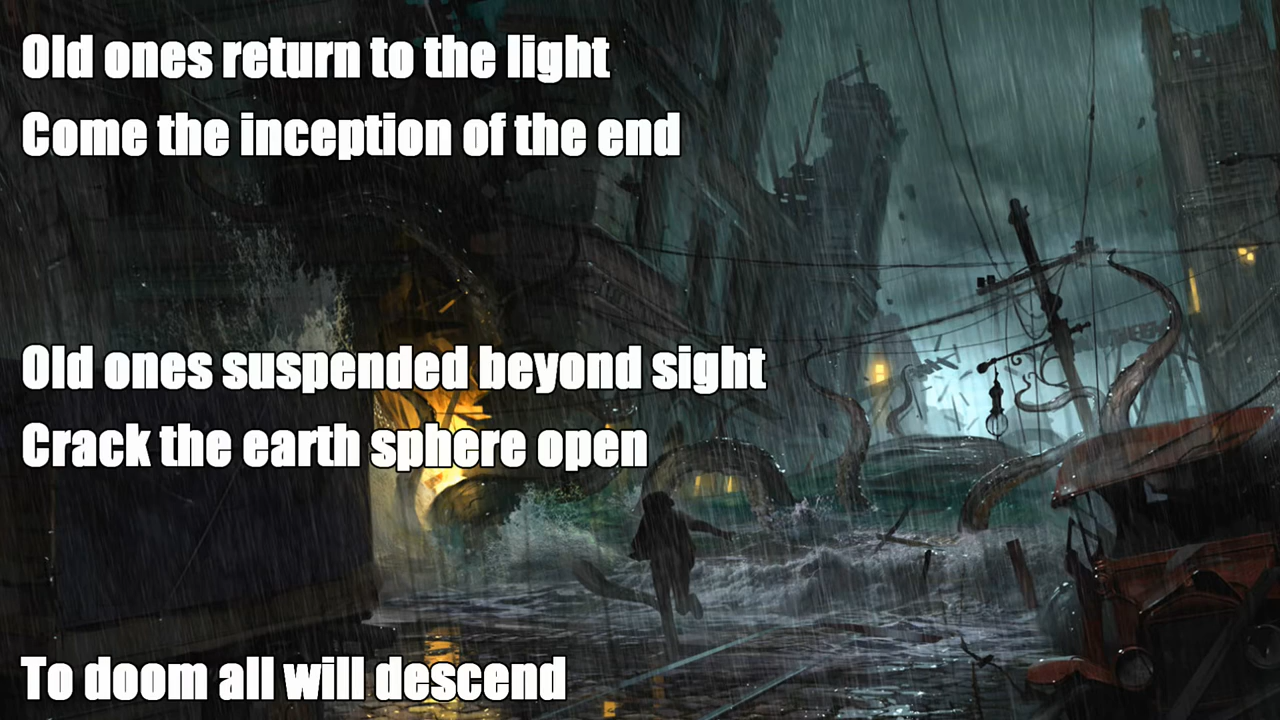 Old ones return to the light
Come the inception of the end
Old ones suspended beyond sight
Crack the earth sphere open
To doom all will descend